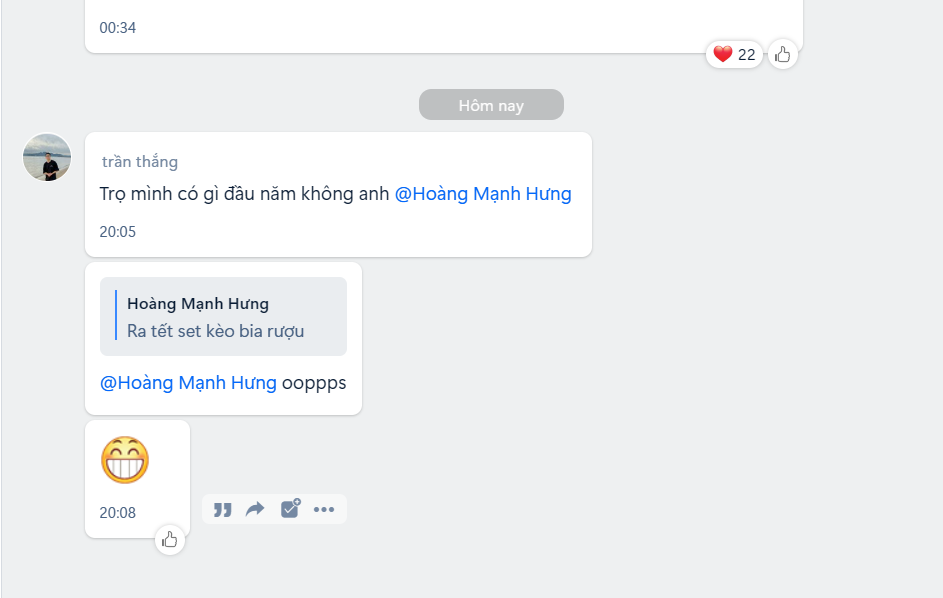 00:34
22
Hôm nay
trần thắng
Trọ mình có gì đầu năm không anh @Hoàng Mạnh Hưng
20:05
Hoàng Mạnh Hưng
Ra tết set kèo bia rượu
@Hoàng Mạnh Hưng ooppps
20:08